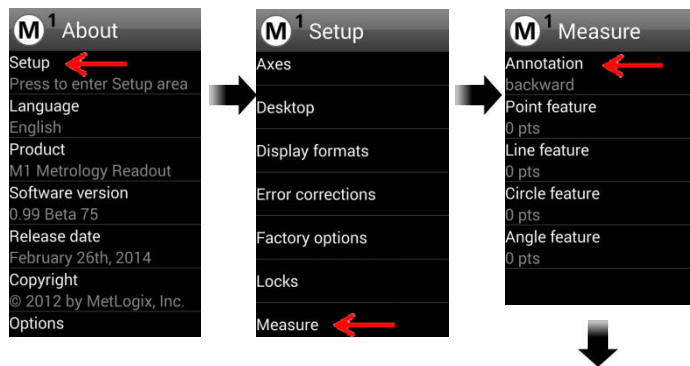 M1 About
Setup
Press to enter Setup area
Language
English
Product
M1 Metrology Readout
Software version
0.99 Beta 75
Release date
February 26th, 2014
Copyright
© 2012 by MetLogix, Inc.
Options
M1 Setup
Axes
Desktop
Display formats
Error corrections
Factory options
Locks
Measure
M1 Measure
Annotation
backward
Point feature
0 pts
Line feature
0 pts
Circle feature
0 pts
Angle feature
0 pts